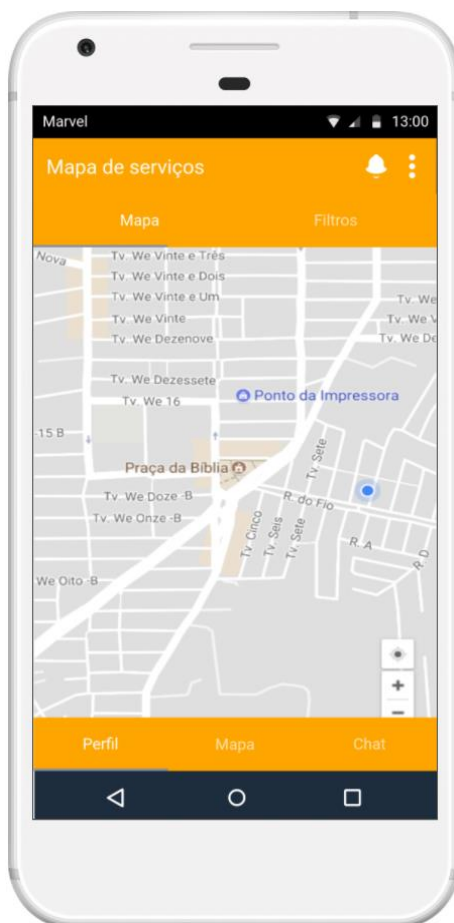 Marvel 13:00
Mapa de serviços
Mapa Filtros
Nova
Tv. We Vinte e Três
Tv. We Vinte e Dois
Tv. We Vinte e Um
Tv. We Vinte
Tv. We Dezenove
Tv. We
Tv. We V
Tv. We De
Tv. We Dezessete
Tv. We 16
Ponto da Impressora
15 B
Praça da Bíblia
Tv. Sete
Tv. We Doze -B
R. do Fio
Tv. We Onze -B
Tv. Cinco
Tv. Seis
Tv. Sete
R. A
R. D
We Oito -B
Perfil Mapa Chat